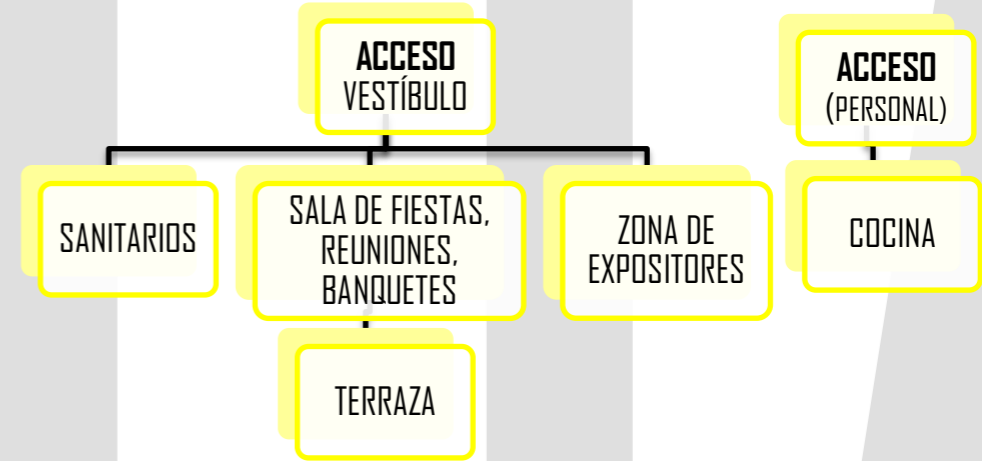 ACCESO
VESTÍBULO
ACCESO
(PERSONAL)
SANITARIOS
SALA DE FIESTAS,
REUNIONES,
BANQUETES
ZONA DE
EXPOSITORES
COCINA
TERRAZA